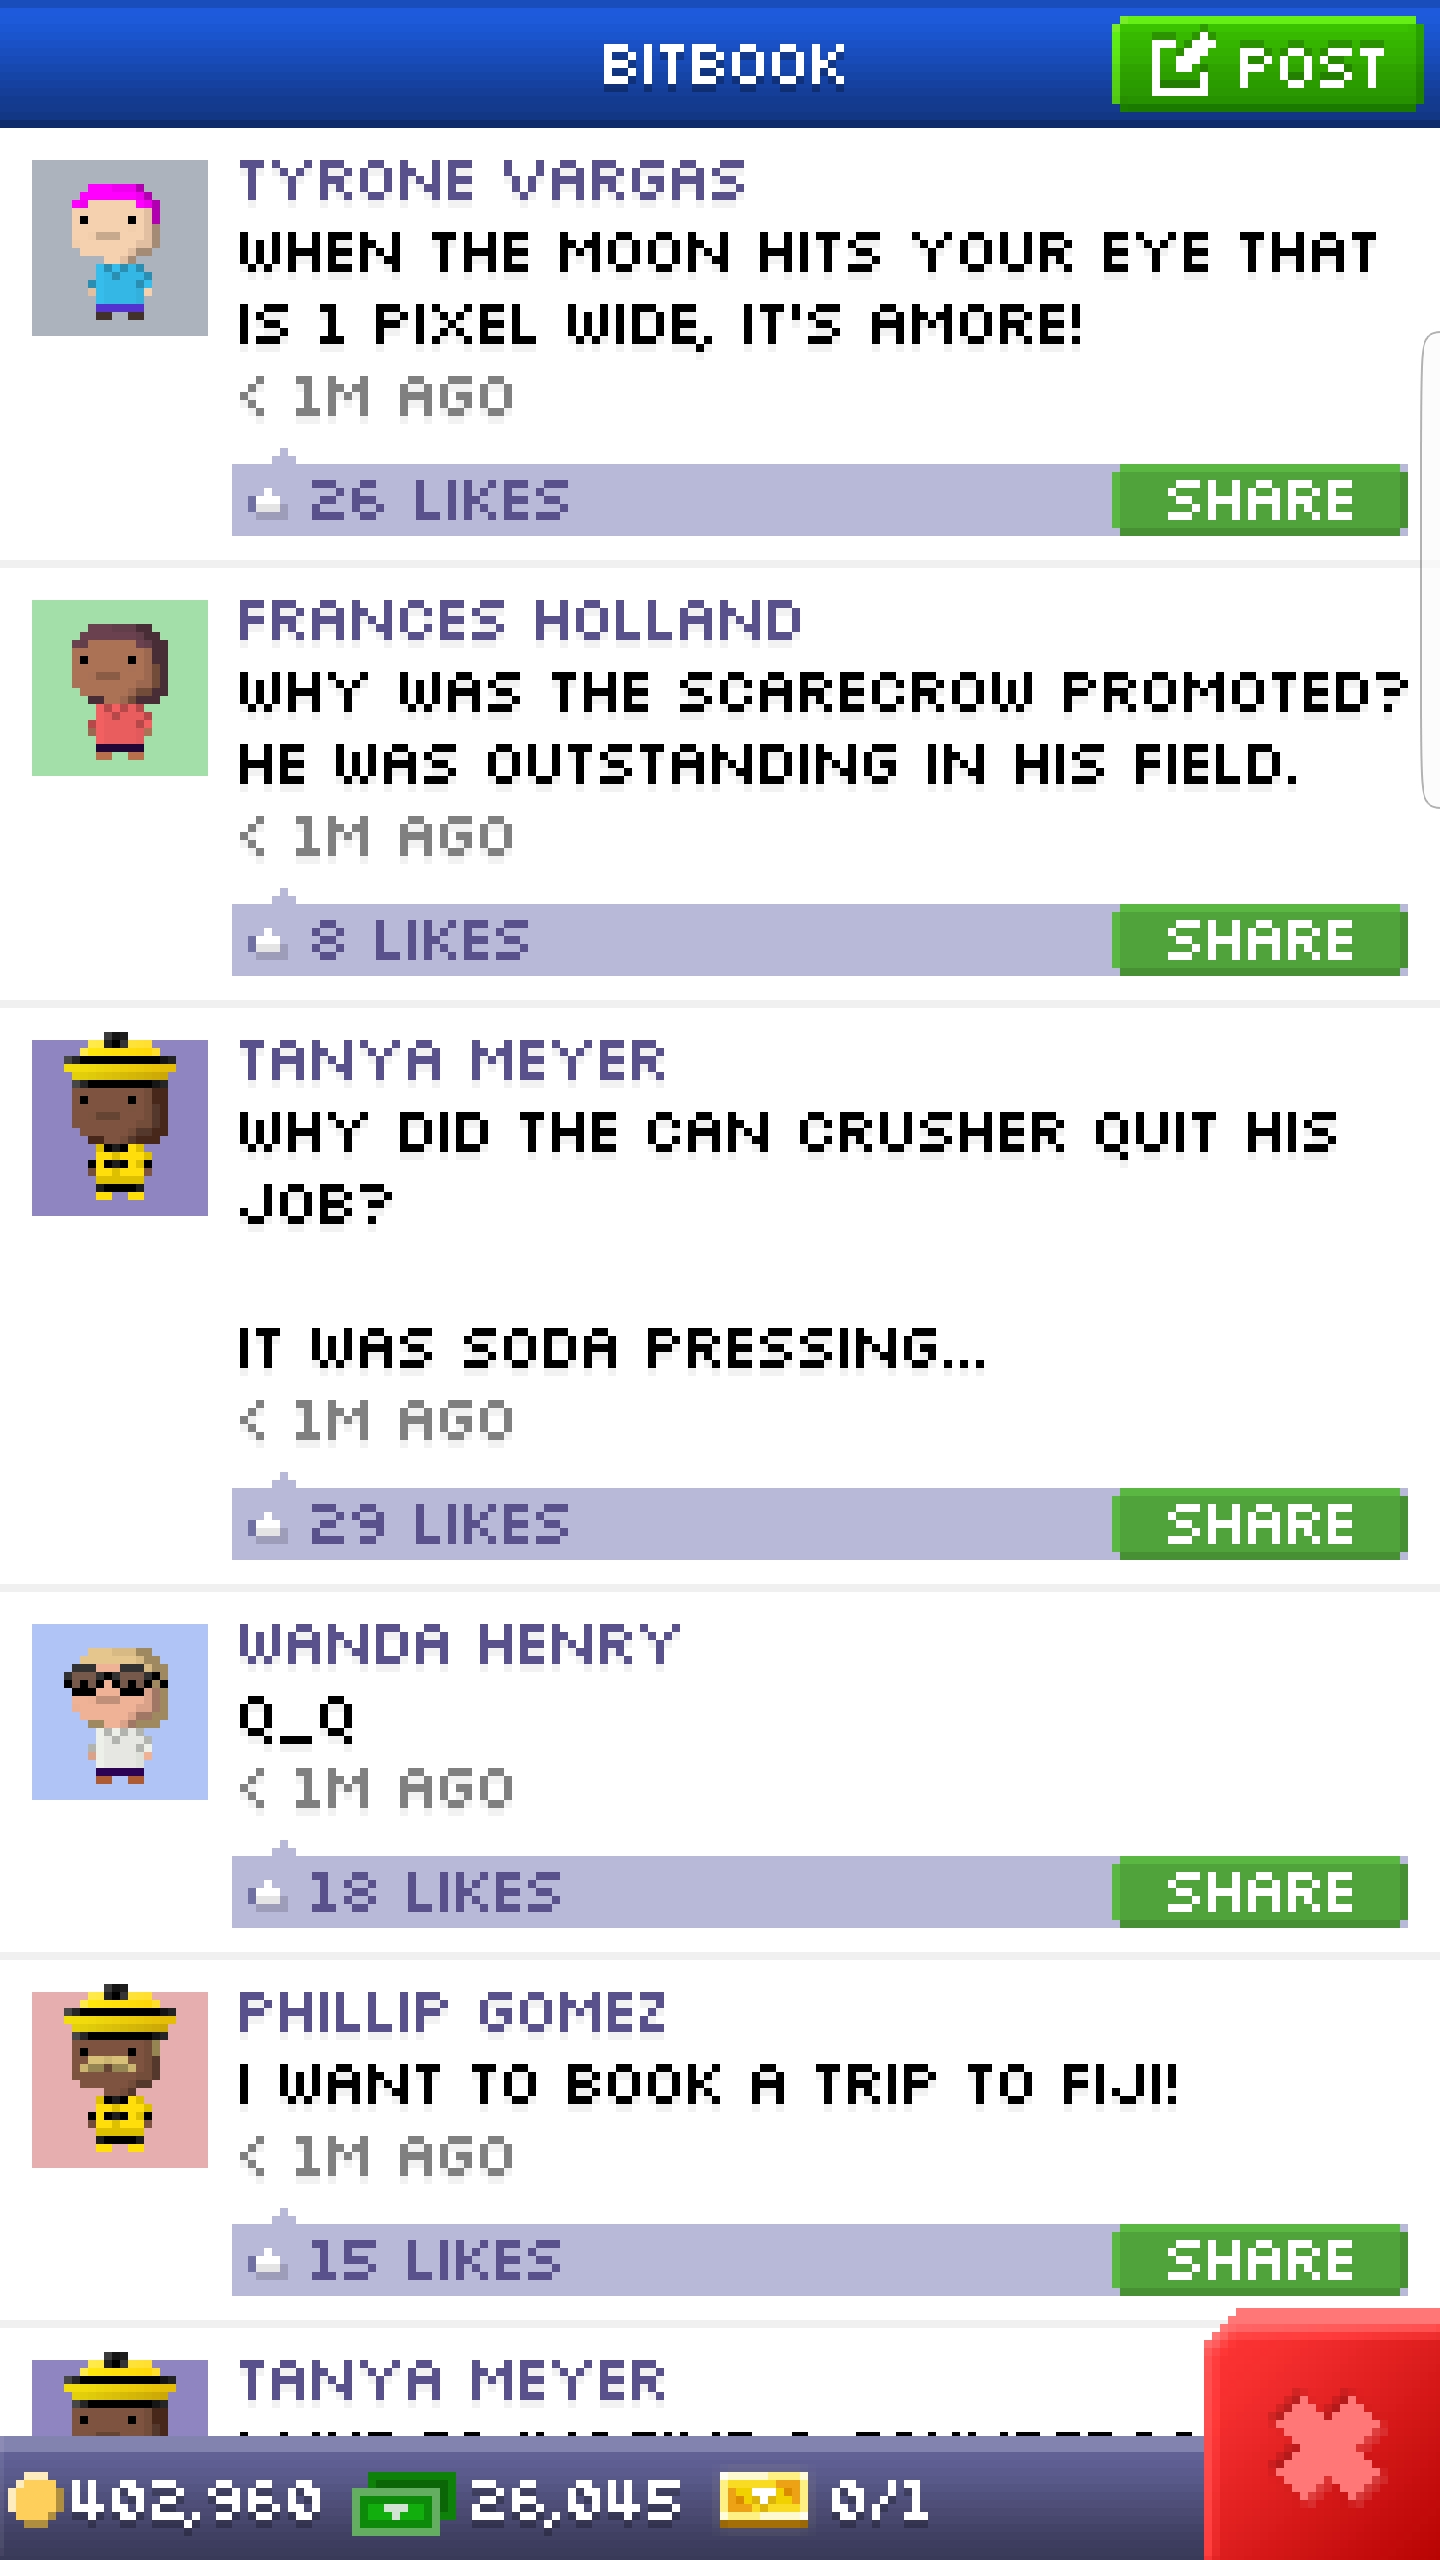 BITBOOK
POST
TYRONE VARGAS
WHEN THE MOON HITS YOUR EYE THAT
IS 1 PIXEL WIDE, IT'S AMORE!
< 1M AGO
26 LIKES
SHARE
FRANCES HOLLAND
WHY WAS THE SCARECROW PROMOTED?
HE WAS OUTSTANDING IN HIS FIELD.
< 1M AGO
8 LIKES
SHARE
TANYA MEYER
WHY DID THE CAN CRUSHER QUIT HIS
JOB?
IT WAS SODA PRESSING...
< 1M AGO
29 LIKES
SHARE
WANDA HENRY
Q_Q
< 1M AGO
18 LIKES
SHARE
PHILLIP GOMEZ
I WANT TO BOOK A TRIP TO FIJI!
< 1M AGO
15 LIKES
SHARE
TANYA MEYER
402,960
26,045
0/1